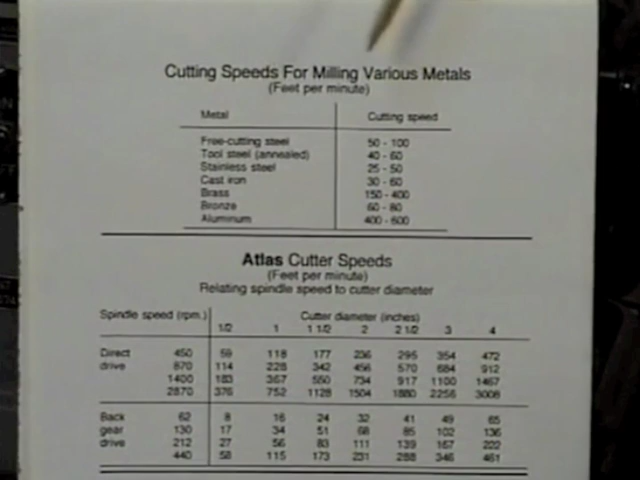 Cutting Speeds For Milling Various Metals
(Feet per minute)
Metal Cutting speed
Free-cutting steel 50 - 100
Tool steel (annealed) 40 - 60
Stainless steel 25 - 50
Cast iron 30 - 60
Brass 150 - 400
Bronze 60 - 80
Aluminum 400 - 600
Atlas Cutter Speeds
(Feet per minute)
Relating spindle speed to cutter diameter
Spindle speed (rpm.) Cutter diameter (inches)
1/2 1 1 1/2 2 2 1/2 3 4
Direct 450 59 118 177 236 295 354 472
drive 870 114 228 342 456 570 684 912
1400 183 367 550 734 917 1100 1467
2870 376 752 1128 1504 1880 2256 3008
Back 62 8 16 24 32 41 49 65
gear 130 17 34 51 68 85 102 136
drive 212 27 56 83 111 139 167 222
440 58 115 173 231 288 346 461